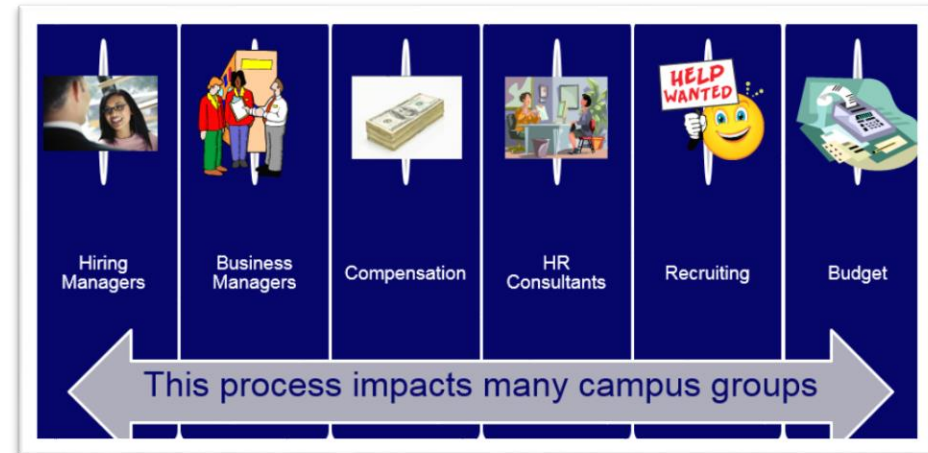 HELP
WANTED
Hiring
Managers
Business
Managers
Compensation
HR
Consultants
Recruiting
Budget
This process impacts many campus groups